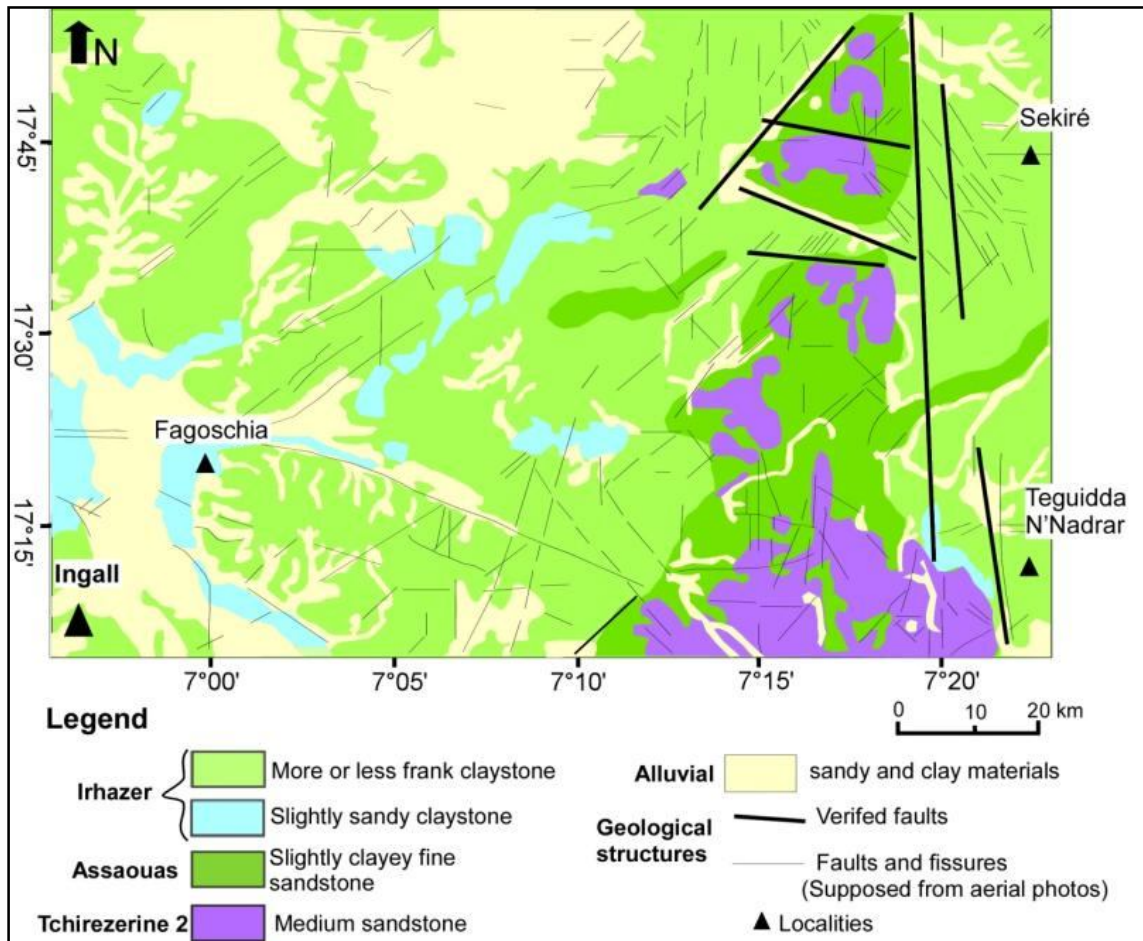 N
17°45'
17°30'
17°15'
Sekiré
Fagoschia
Teguidda
N'Nadrar
Ingall
7°00'
7°05'
7°10'
7°15'
7°20'
Legend
0 10 20 km
Irhazer
More or less frank claystone
Slightly sandy claystone
Assaouas
Slightly clayey fine
sandstone
Tchirezerine 2
Medium sandstone
Alluvial
sandy and clay materials
Geological
structures
Verifed faults
Faults and fissures
(Supposed from aerial photos)
Localities